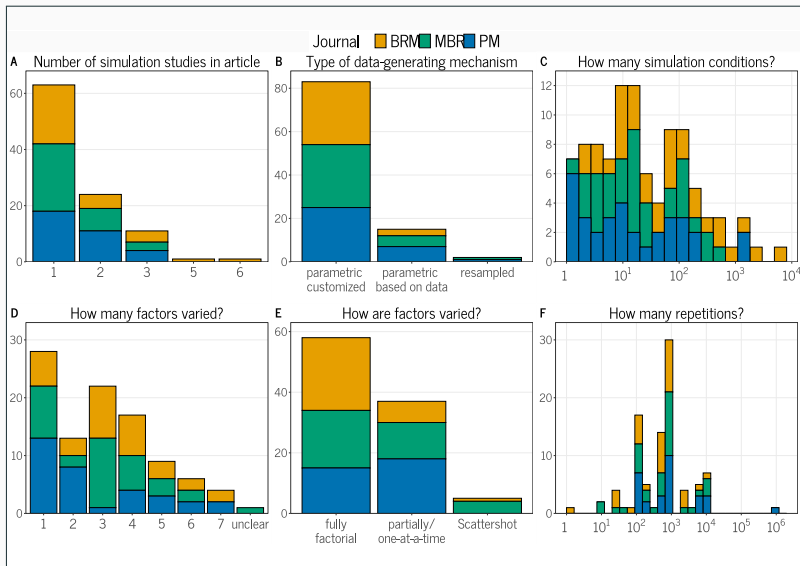 Journal BRM MBR PM
A Number of simulation studies in article
60
40
20
0
1 2 3 5 6
B Type of data-generating mechanism
80
60
40
20
0
parametric customized parametric based on data resampled
C How many simulation conditions?
12
10
8
6
4
2
0
1 10¹ 10² 10³ 10⁴
D How many factors varied?
30
20
10
0
1 2 3 4 5 6 7 unclear
E How are factors varied?
60
40
20
0
fully factorial partially/ one-at-a-time Scattershot
F How many repetitions?
30
20
10
0
1 10¹ 10² 10³ 10⁴ 10⁵ 10⁶